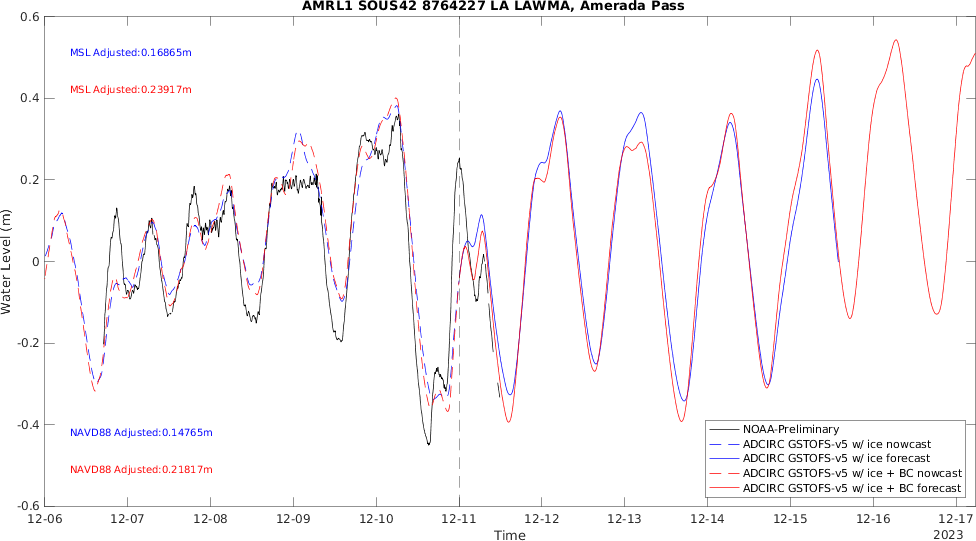 AMRL1 SOUS42 8764227 LA LAWMA, Amerada Pass
Water Level (m)
0.6
0.4
0.2
0
-0.2
-0.4
-0.6
MSL Adjusted:0.16865m
MSL Adjusted:0.23917m
NAVD88 Adjusted:0.14765m
NAVD88 Adjusted:0.21817m
NOAA-Preliminary
ADCIRC GSTOFS-v5 w/ ice nowcast
ADCIRC GSTOFS-v5 w/ ice forecast
ADCIRC GSTOFS-v5 w/ ice + BC nowcast
ADCIRC GSTOFS-v5 w/ ice + BC forecast
12-06 12-07 12-08 12-09 12-10 12-11 12-12 12-13 12-14 12-15 12-16 12-17
Time
2023